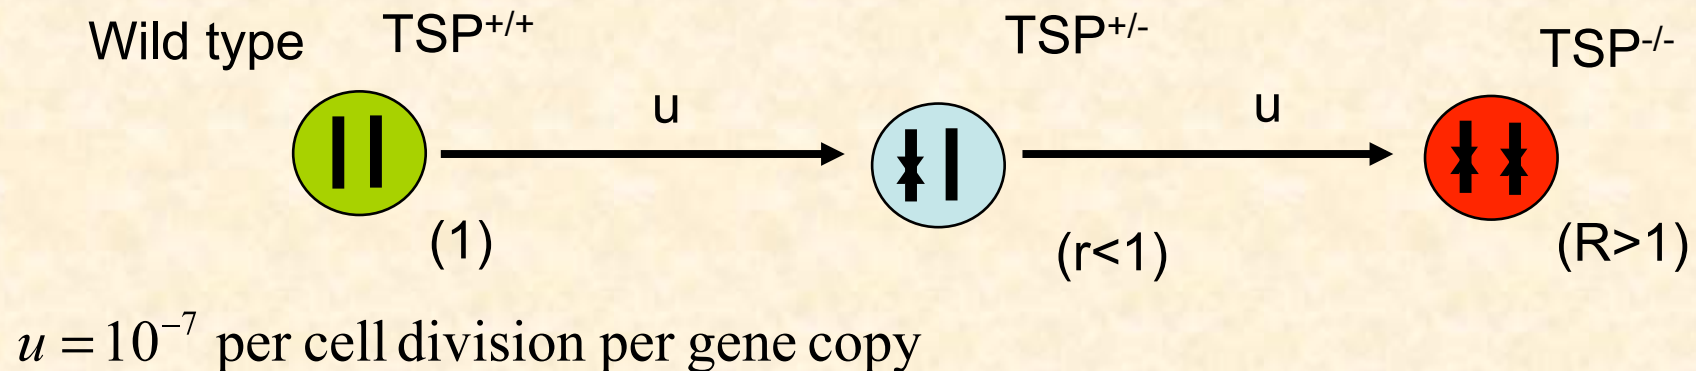 Wild type TSP+/+ TSP+/- TSP-/-
u u
(1) (r<1) (R>1)
u = 10−7 per cell division per gene copy